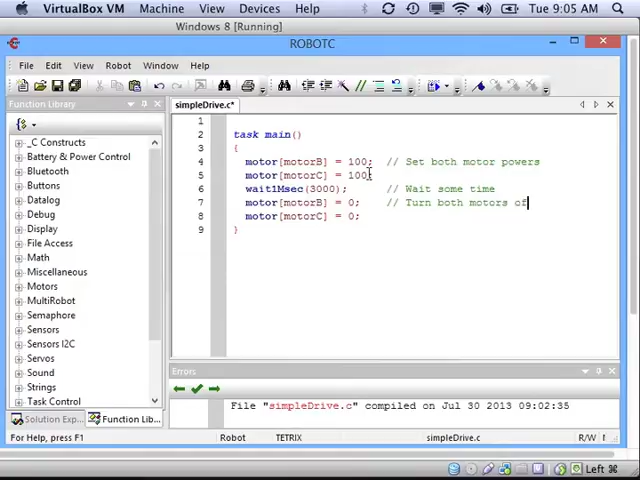 VirtualBox VM Machine View Devices Help Tue 9:05 AM
Windows 8 [Running]
ROBOTC
File Edit View Robot Window Help
Function Library
simpleDrive.c*
_C Constructs
Battery & Power Control
Bluetooth
Buttons
Datalog
Debug
Display
File Access
Math
Miscellaneous
Motors
MultiRobot
Semaphore
Sensors
Sensors I2C
Servos
Sound
Strings
Task Control
1
2 task main()
3 {
4 motor[motorB] = 100; // Set both motor powers
5 motor[motorC] = 100;
6 wait1Msec(3000); // Wait some time
7 motor[motorB] = 0; // Turn both motors of
8 motor[motorC] = 0;
9 }
Solution Exp... Function Lib...
Errors
File "simpleDrive.c" compiled on Jul 30 2013 09:02:35
For Help, press F1 Robot TETRIX simpleDrive.c R/W
Left ⌘